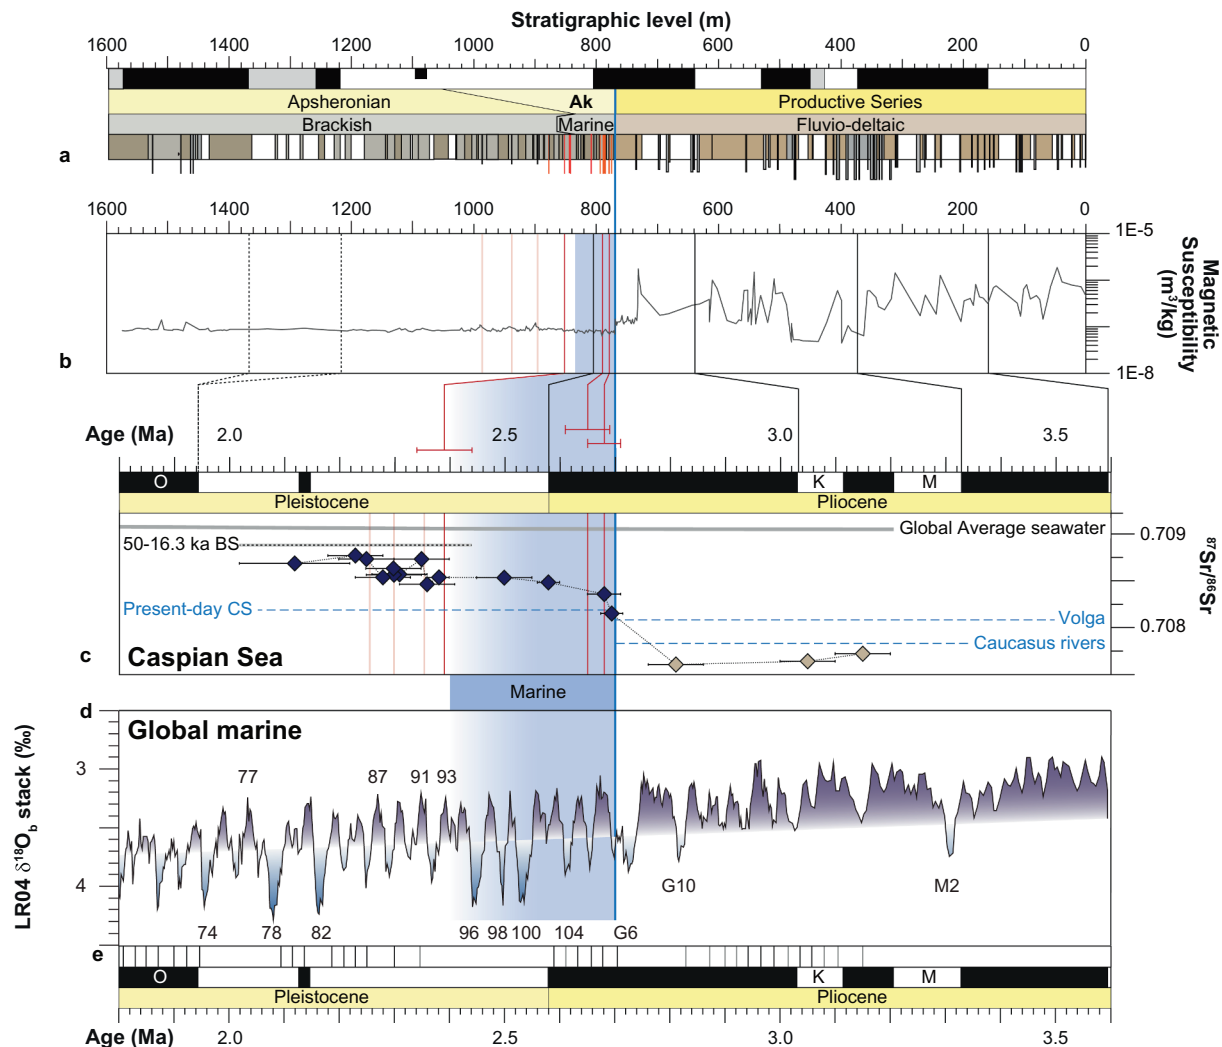 Stratigraphic level (m)
1600 1400 1200 1000 800 600 400 200 0
Apsheronian Ak Productive Series
Brackish Marine Fluvio-deltaic
a
1600 1400 1200 1000 800 600 400 200 0
1E-5
Magnetic Susceptibility (m³/kg)
b
1E-8
Age (Ma) 2.0 2.5 3.0 3.5
O K M
Pleistocene Pliocene
Global Average seawater 0.709
50-16.3 ka BS
⁸⁷Sr/⁸⁶Sr
Present-day CS Volga 0.708
Caucasus rivers
c Caspian Sea
Marine
d Global marine
LR04 δ¹⁸O_b stack (‰)
3
77 87 91 93
4
G10 M2
74 78 82 96 98 100 104 G6
e
O K M
Pleistocene Pliocene
Age (Ma) 2.0 2.5 3.0 3.5